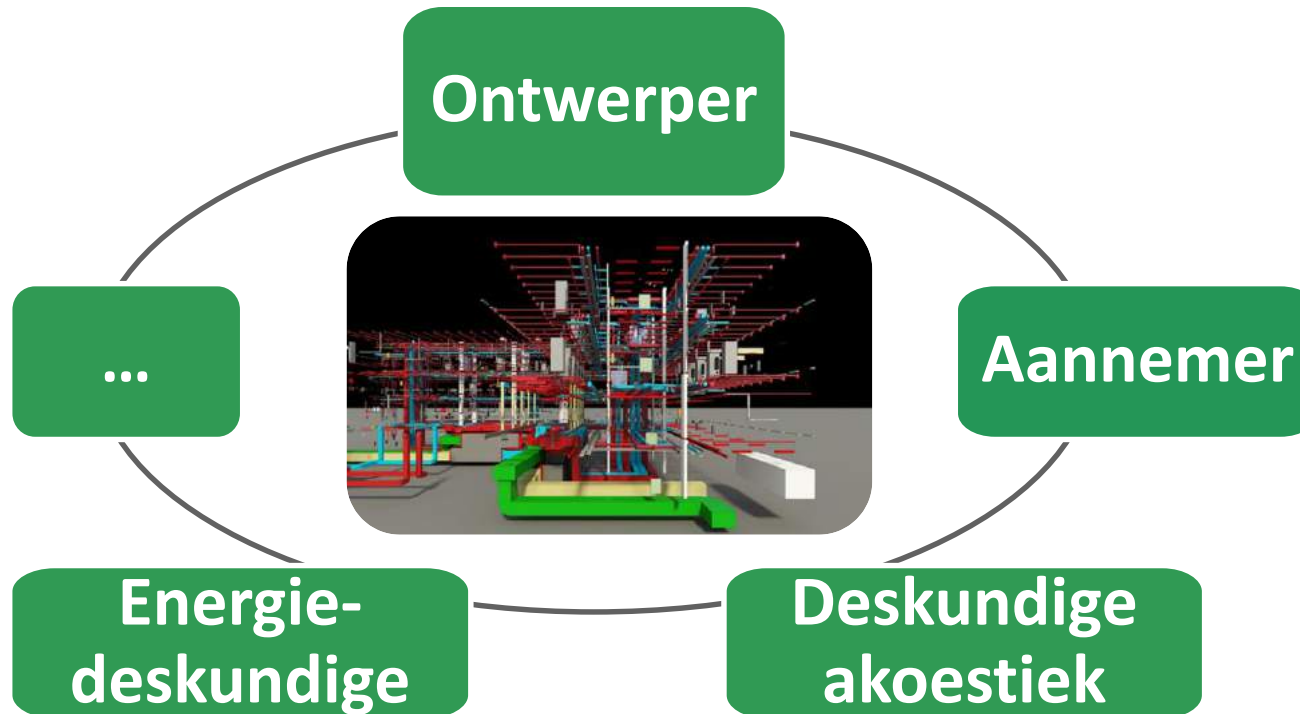 Ontwerper
...
Aannemer
Energie-
deskundige
Deskundige
akoestiek